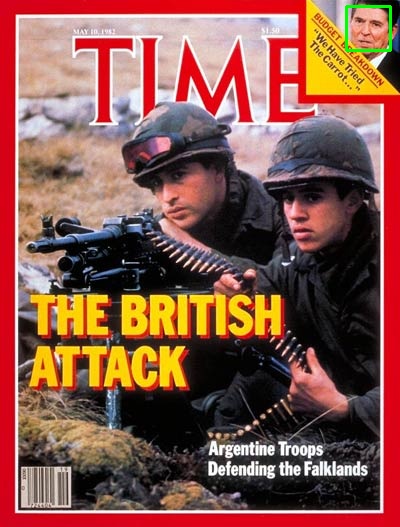 MAY 10, 1982
$1.50
TIME
BUDGET BREAKDOWN
"We Have Tried
The Carrot..."
THE BRITISH
ATTACK
Argentine Troops
Defending the Falklands